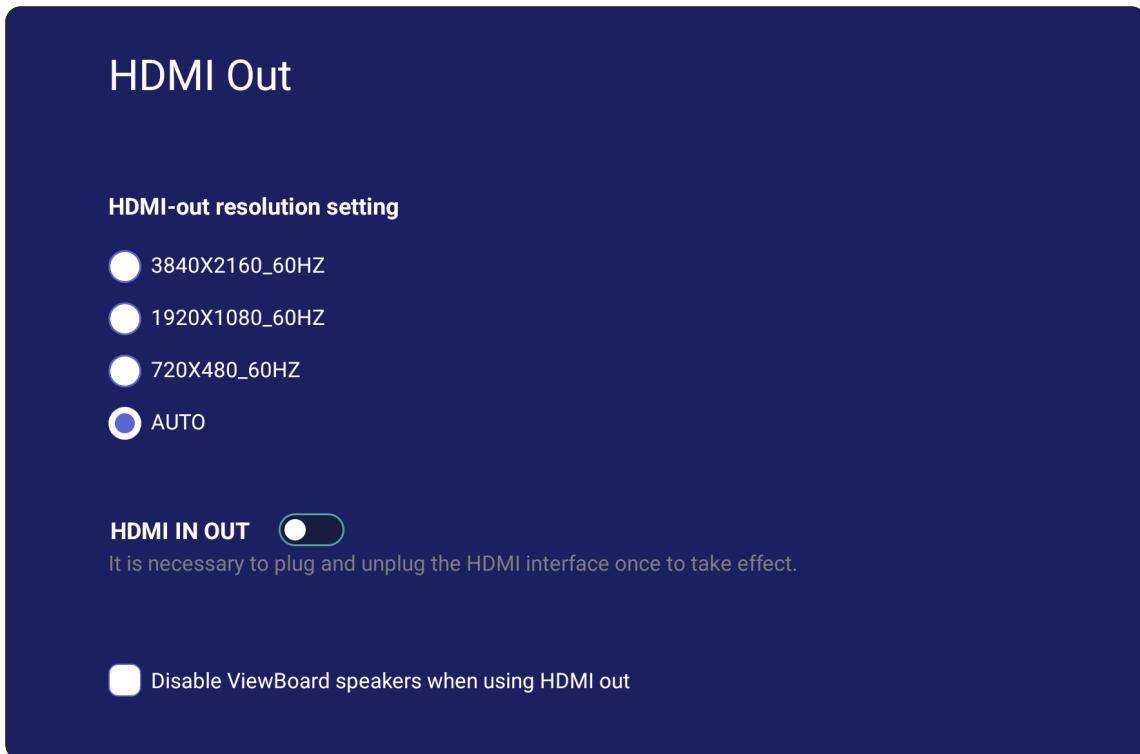 HDMI Out
HDMI-out resolution setting
3840X2160_60HZ
1920X1080_60HZ
720X480_60HZ
AUTO
HDMI IN OUT
It is necessary to plug and unplug the HDMI interface once to take effect.
Disable ViewBoard speakers when using HDMI out